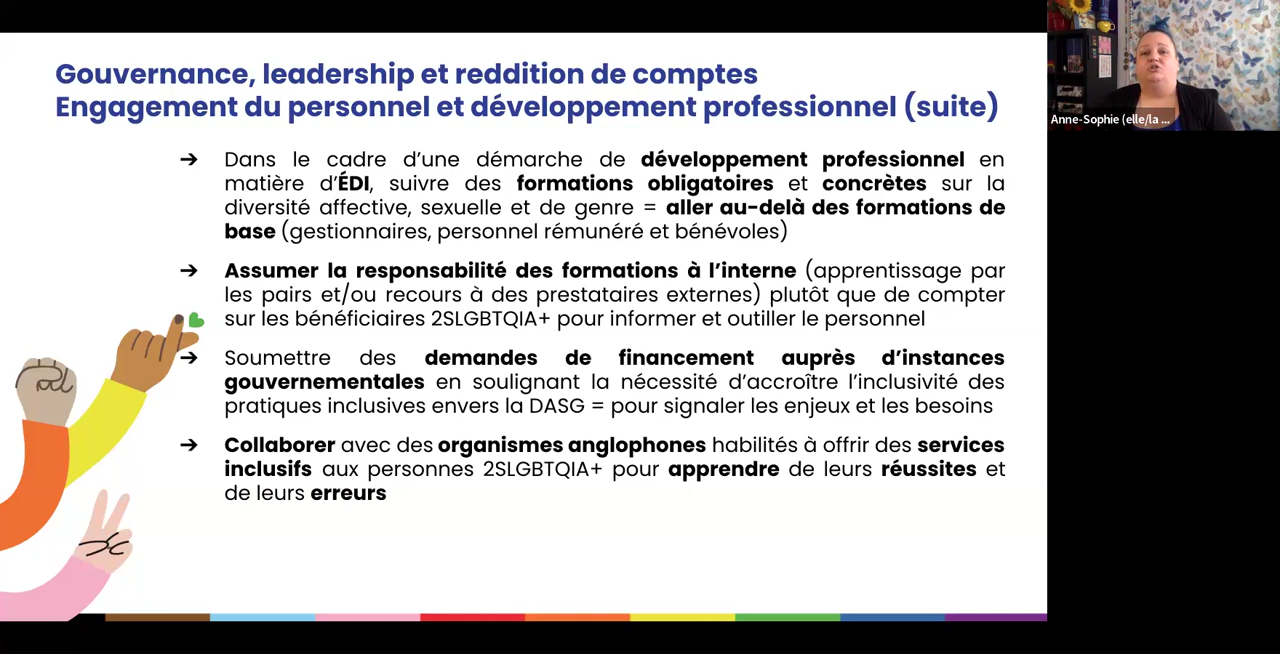 Gouvernance, leadership et reddition de comptes
Engagement du personnel et développement professionnel (suite)
Anne-Sophie (elle/la ...
➔ Dans le cadre d’une démarche de développement professionnel en
matière d’ÉDI, suivre des formations obligatoires et concrètes sur la
diversité affective, sexuelle et de genre = aller au-delà des formations de
base (gestionnaires, personnel rémunéré et bénévoles)
➔ Assumer la responsabilité des formations à l’interne (apprentissage par
les pairs et/ou recours à des prestataires externes) plutôt que de compter
sur les bénéficiaires 2SLGBTQIA+ pour informer et outiller le personnel
➔ Soumettre des demandes de financement auprès d’instances
gouvernementales en soulignant la nécessité d’accroître l’inclusivité des
pratiques inclusives envers la DASG = pour signaler les enjeux et les besoins
➔ Collaborer avec des organismes anglophones habilités à offrir des services
inclusifs aux personnes 2SLGBTQIA+ pour apprendre de leurs réussites et
de leurs erreurs